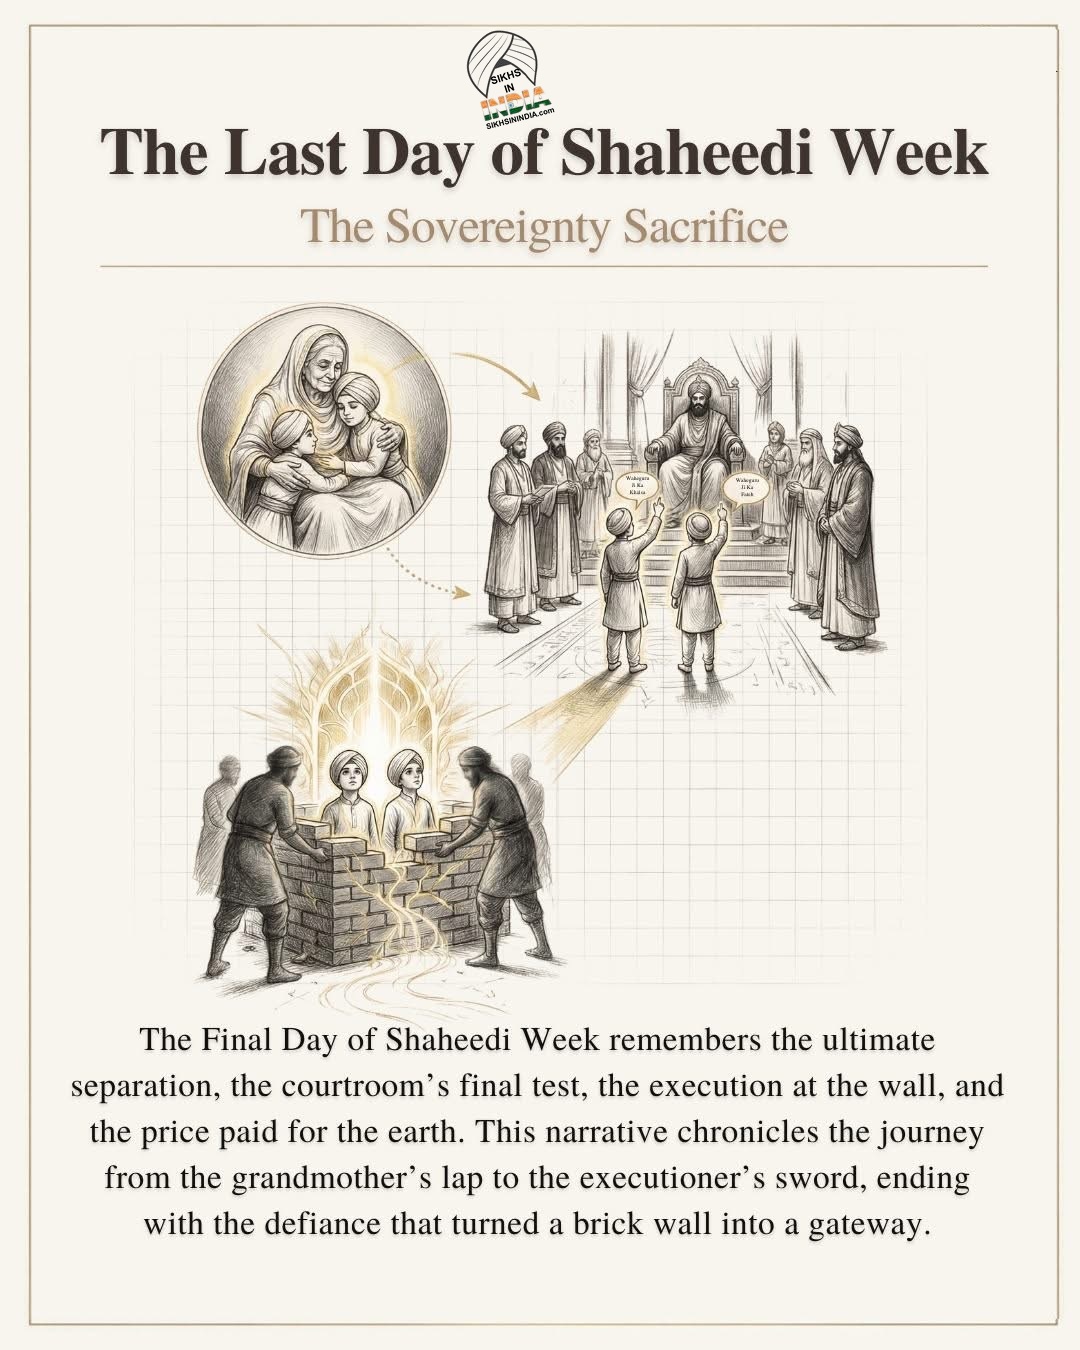 SIKHS
IN
INDIA
SIKHSININDIA.com
The Last Day of Shaheedi Week
The Sovereignty Sacrifice
Waheguru
Ji Ka
Khalsa
Waheguru
Ji Ka
Fateh
The Final Day of Shaheedi Week remembers the ultimate
separation, the courtroom’s final test, the execution at the wall, and
the price paid for the earth. This narrative chronicles the journey
from the grandmother’s lap to the executioner’s sword, ending
with the defiance that turned a brick wall into a gateway.